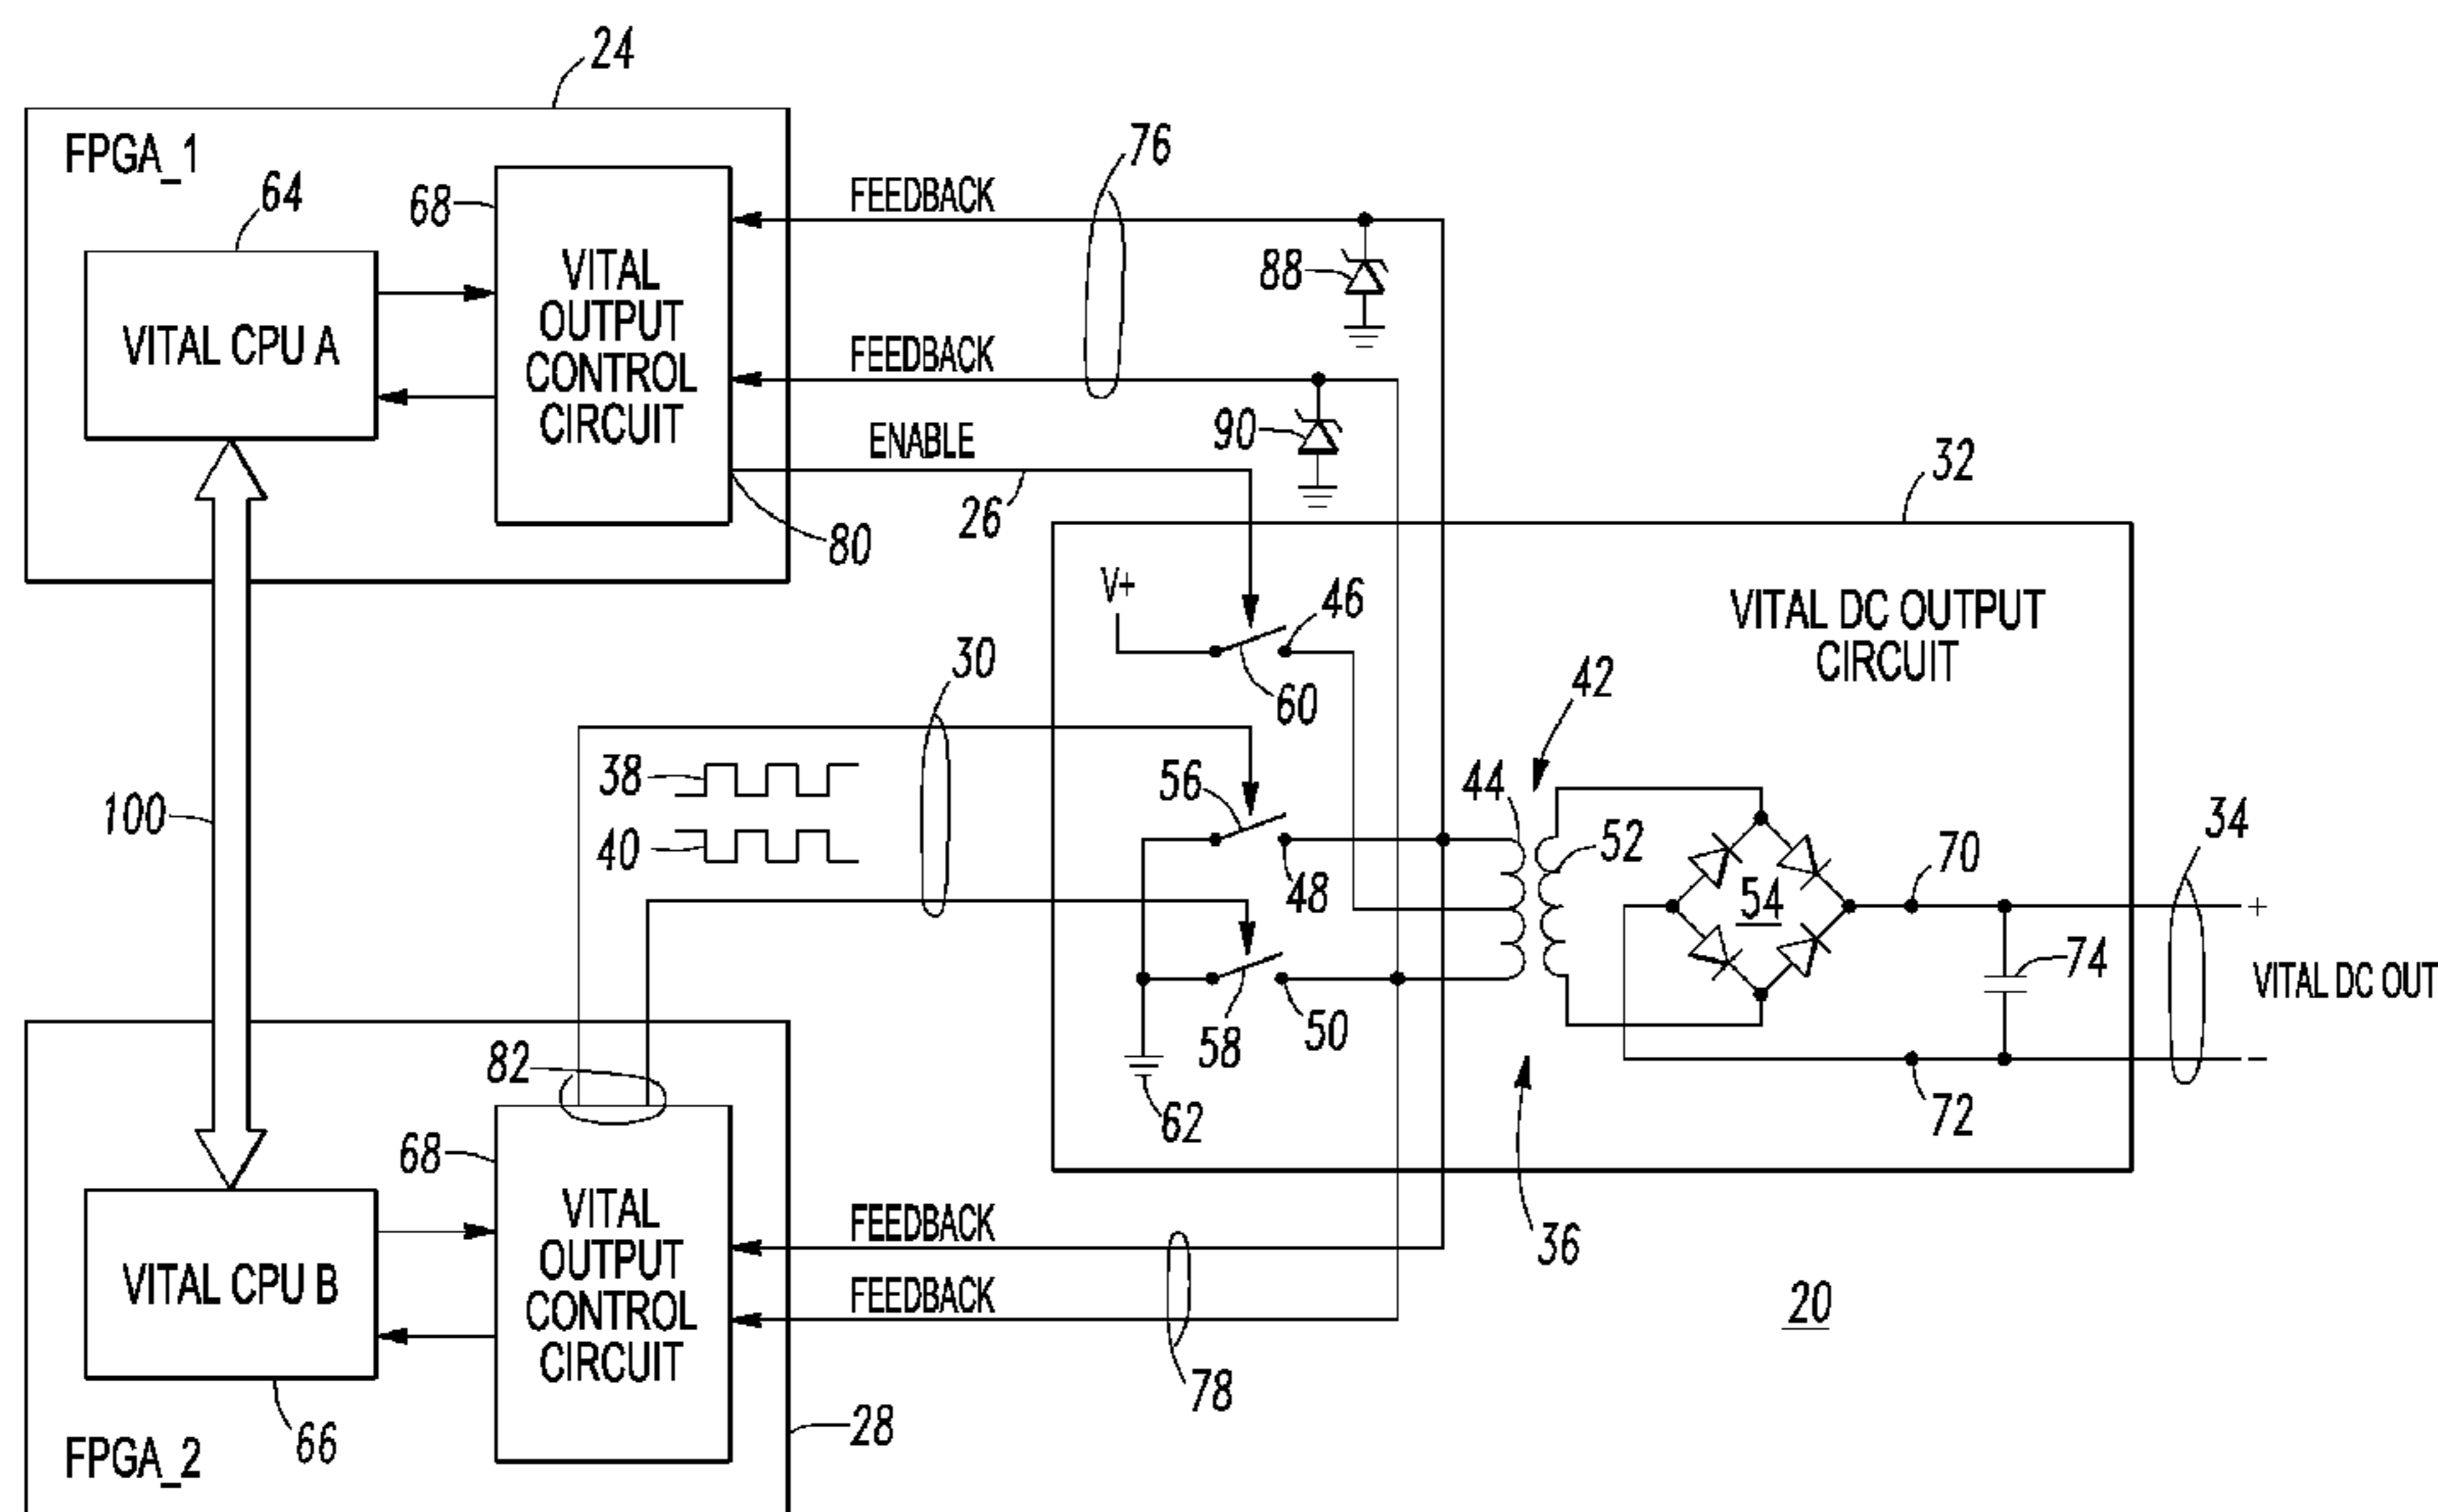 24
FPGA_1
64
68
VITAL CPU A
VITAL
OUTPUT
CONTROL
CIRCUIT
80
FEEDBACK
76
88
FEEDBACK
90
ENABLE
26
32
V+
46
60
VITAL DC OUTPUT
CIRCUIT
30
38
40
100
56
48
58
50
62
42
44
52
54
70
34
+
74
VITAL DC OUT
72
−
36
20
82
68
VITAL
OUTPUT
CONTROL
CIRCUIT
VITAL CPU B
66
FPGA_2
28
FEEDBACK
FEEDBACK
78